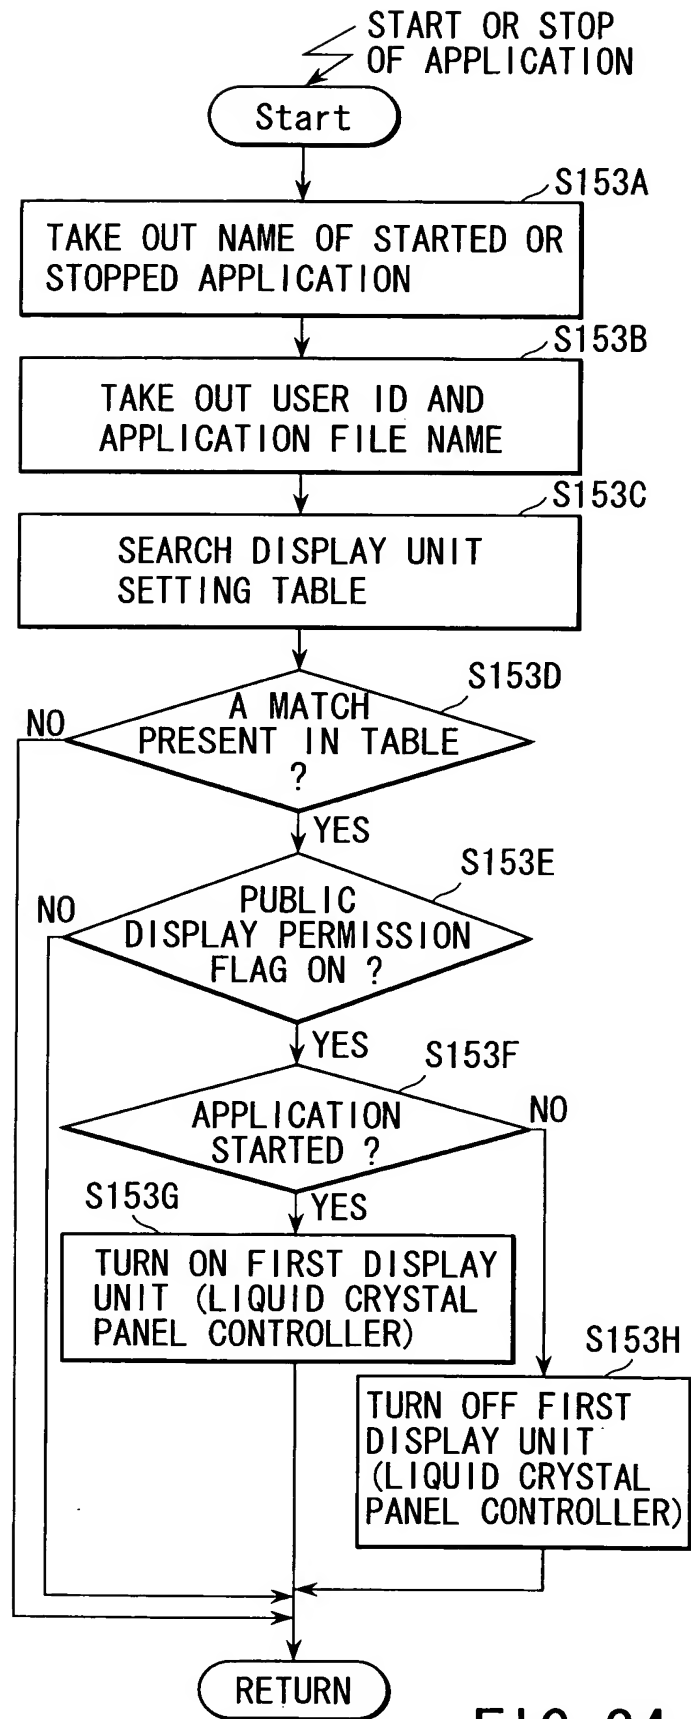 START OR STOP
OF APPLICATION
Start
S153A
TAKE OUT NAME OF STARTED OR
STOPPED APPLICATION
S153B
TAKE OUT USER ID AND
APPLICATION FILE NAME
S153C
SEARCH DISPLAY UNIT
SETTING TABLE
S153D
A MATCH
PRESENT IN TABLE
?
NO
YES
S153E
PUBLIC
DISPLAY PERMISSION
FLAG ON ?
NO
YES
S153F
APPLICATION
STARTED ?
NO
YES
S153G
TURN ON FIRST DISPLAY
UNIT (LIQUID CRYSTAL
PANEL CONTROLLER)
S153H
TURN OFF FIRST
DISPLAY UNIT
(LIQUID CRYSTAL
PANEL CONTROLLER)
RETURN